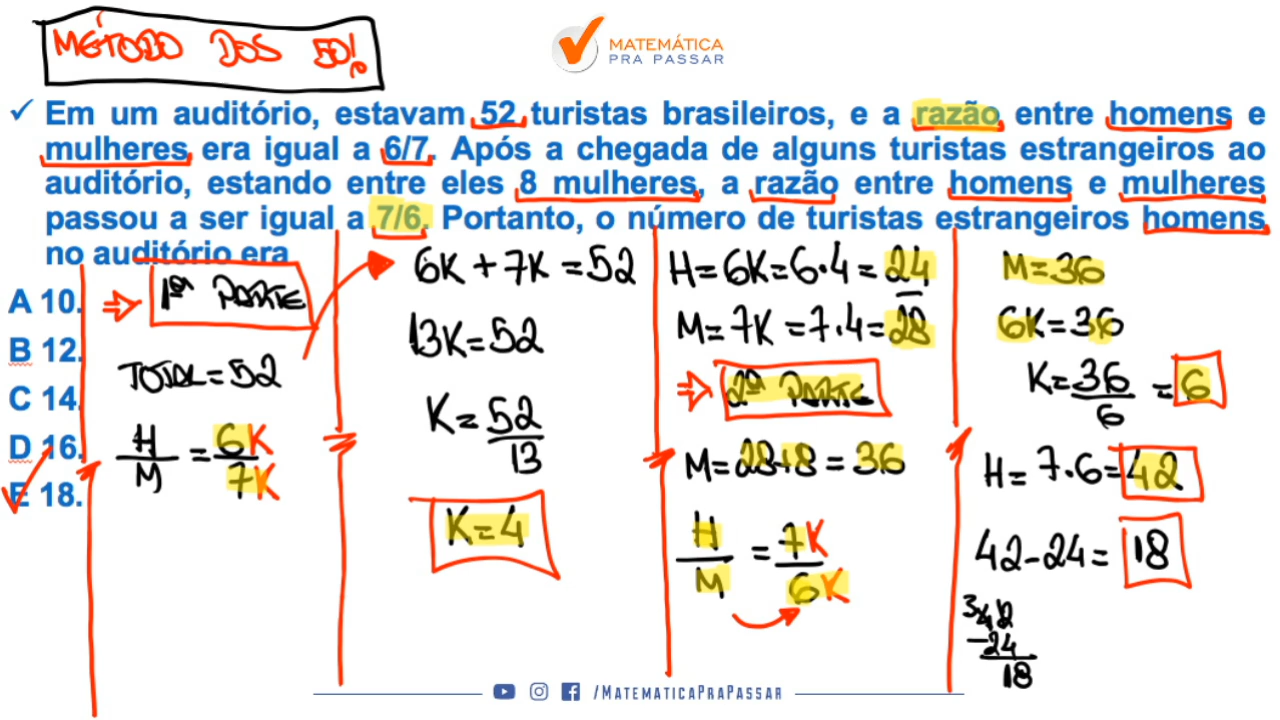 MÉTODO DOS 50!
MATEMÁTICA
PRA PASSAR
✓ Em um auditório, estavam 52 turistas brasileiros, e a razão entre homens e
mulheres era igual a 6/7. Após a chegada de alguns turistas estrangeiros ao
auditório, estando entre eles 8 mulheres, a razão entre homens e mulheres
passou a ser igual a 7/6. Portanto, o número de turistas estrangeiros homens
no auditório era
A 10.
B 12.
C 14.
D 16.
E 18.
⇒ 1ª PARTE
TOTAL = 52
H/M = 6K/7K
6K + 7K = 52
13K = 52
K = 52/13
K = 4
H = 6K = 6.4 = 24
M = 7K = 7.4 = 28
⇒ 2ª PARTE
M = 28+8 = 36
H/M = 7K/6K
M = 36
6K = 36
K = 36/6 = 6
H = 7.6 = 42
42-24 = 18
3
42
-24
18
/MATEMATICAPRAPASSAR